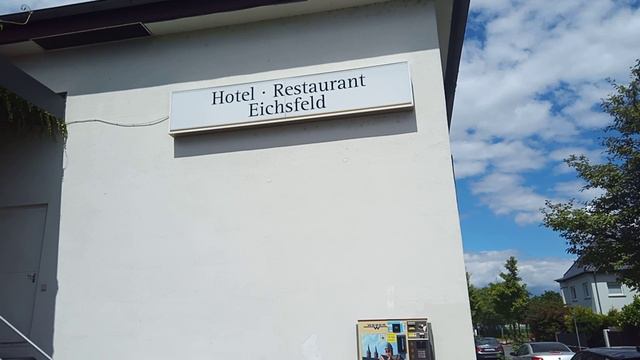 Hotel · Restaurant
Eichsfeld